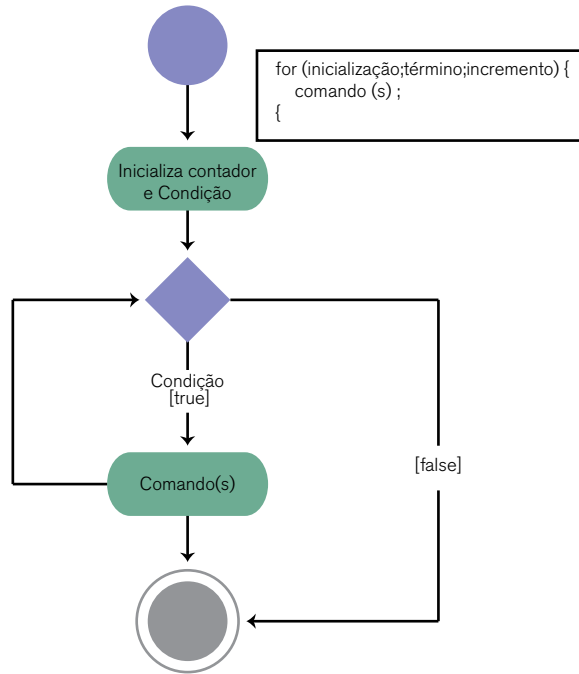 for (inicialização;término;incremento) {
comando (s) ;
{
Inicializa contador
e Condição
Condição
[true]
[false]
Comando(s)